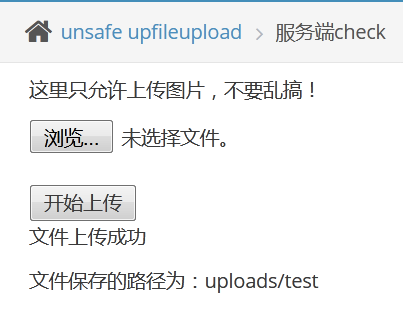 unsafe upfileupload > 服务端check
这里只允许上传图片，不要乱搞！
浏览... 未选择文件。
开始上传
文件上传成功
文件保存的路径为：uploads/test